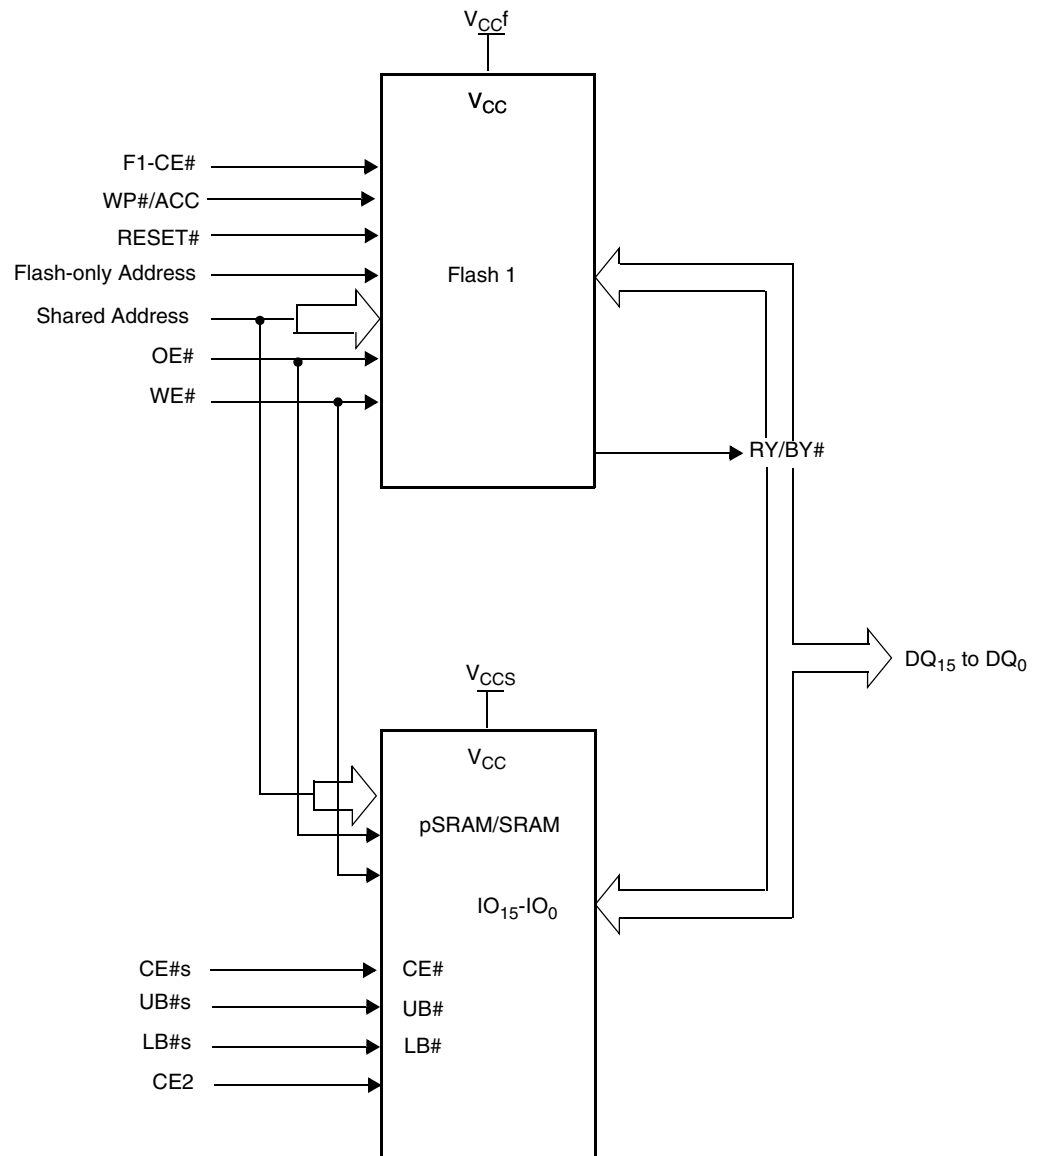 VCCf
VCC
F1-CE#
WP#/ACC
RESET#
Flash-only Address
Flash 1
Shared Address
OE#
WE#
RY/BY#
DQ15 to DQ0
VCCS
VCC
pSRAM/SRAM
IO15-IO0
CE#s
CE#
UB#s
UB#
LB#s
LB#
CE2